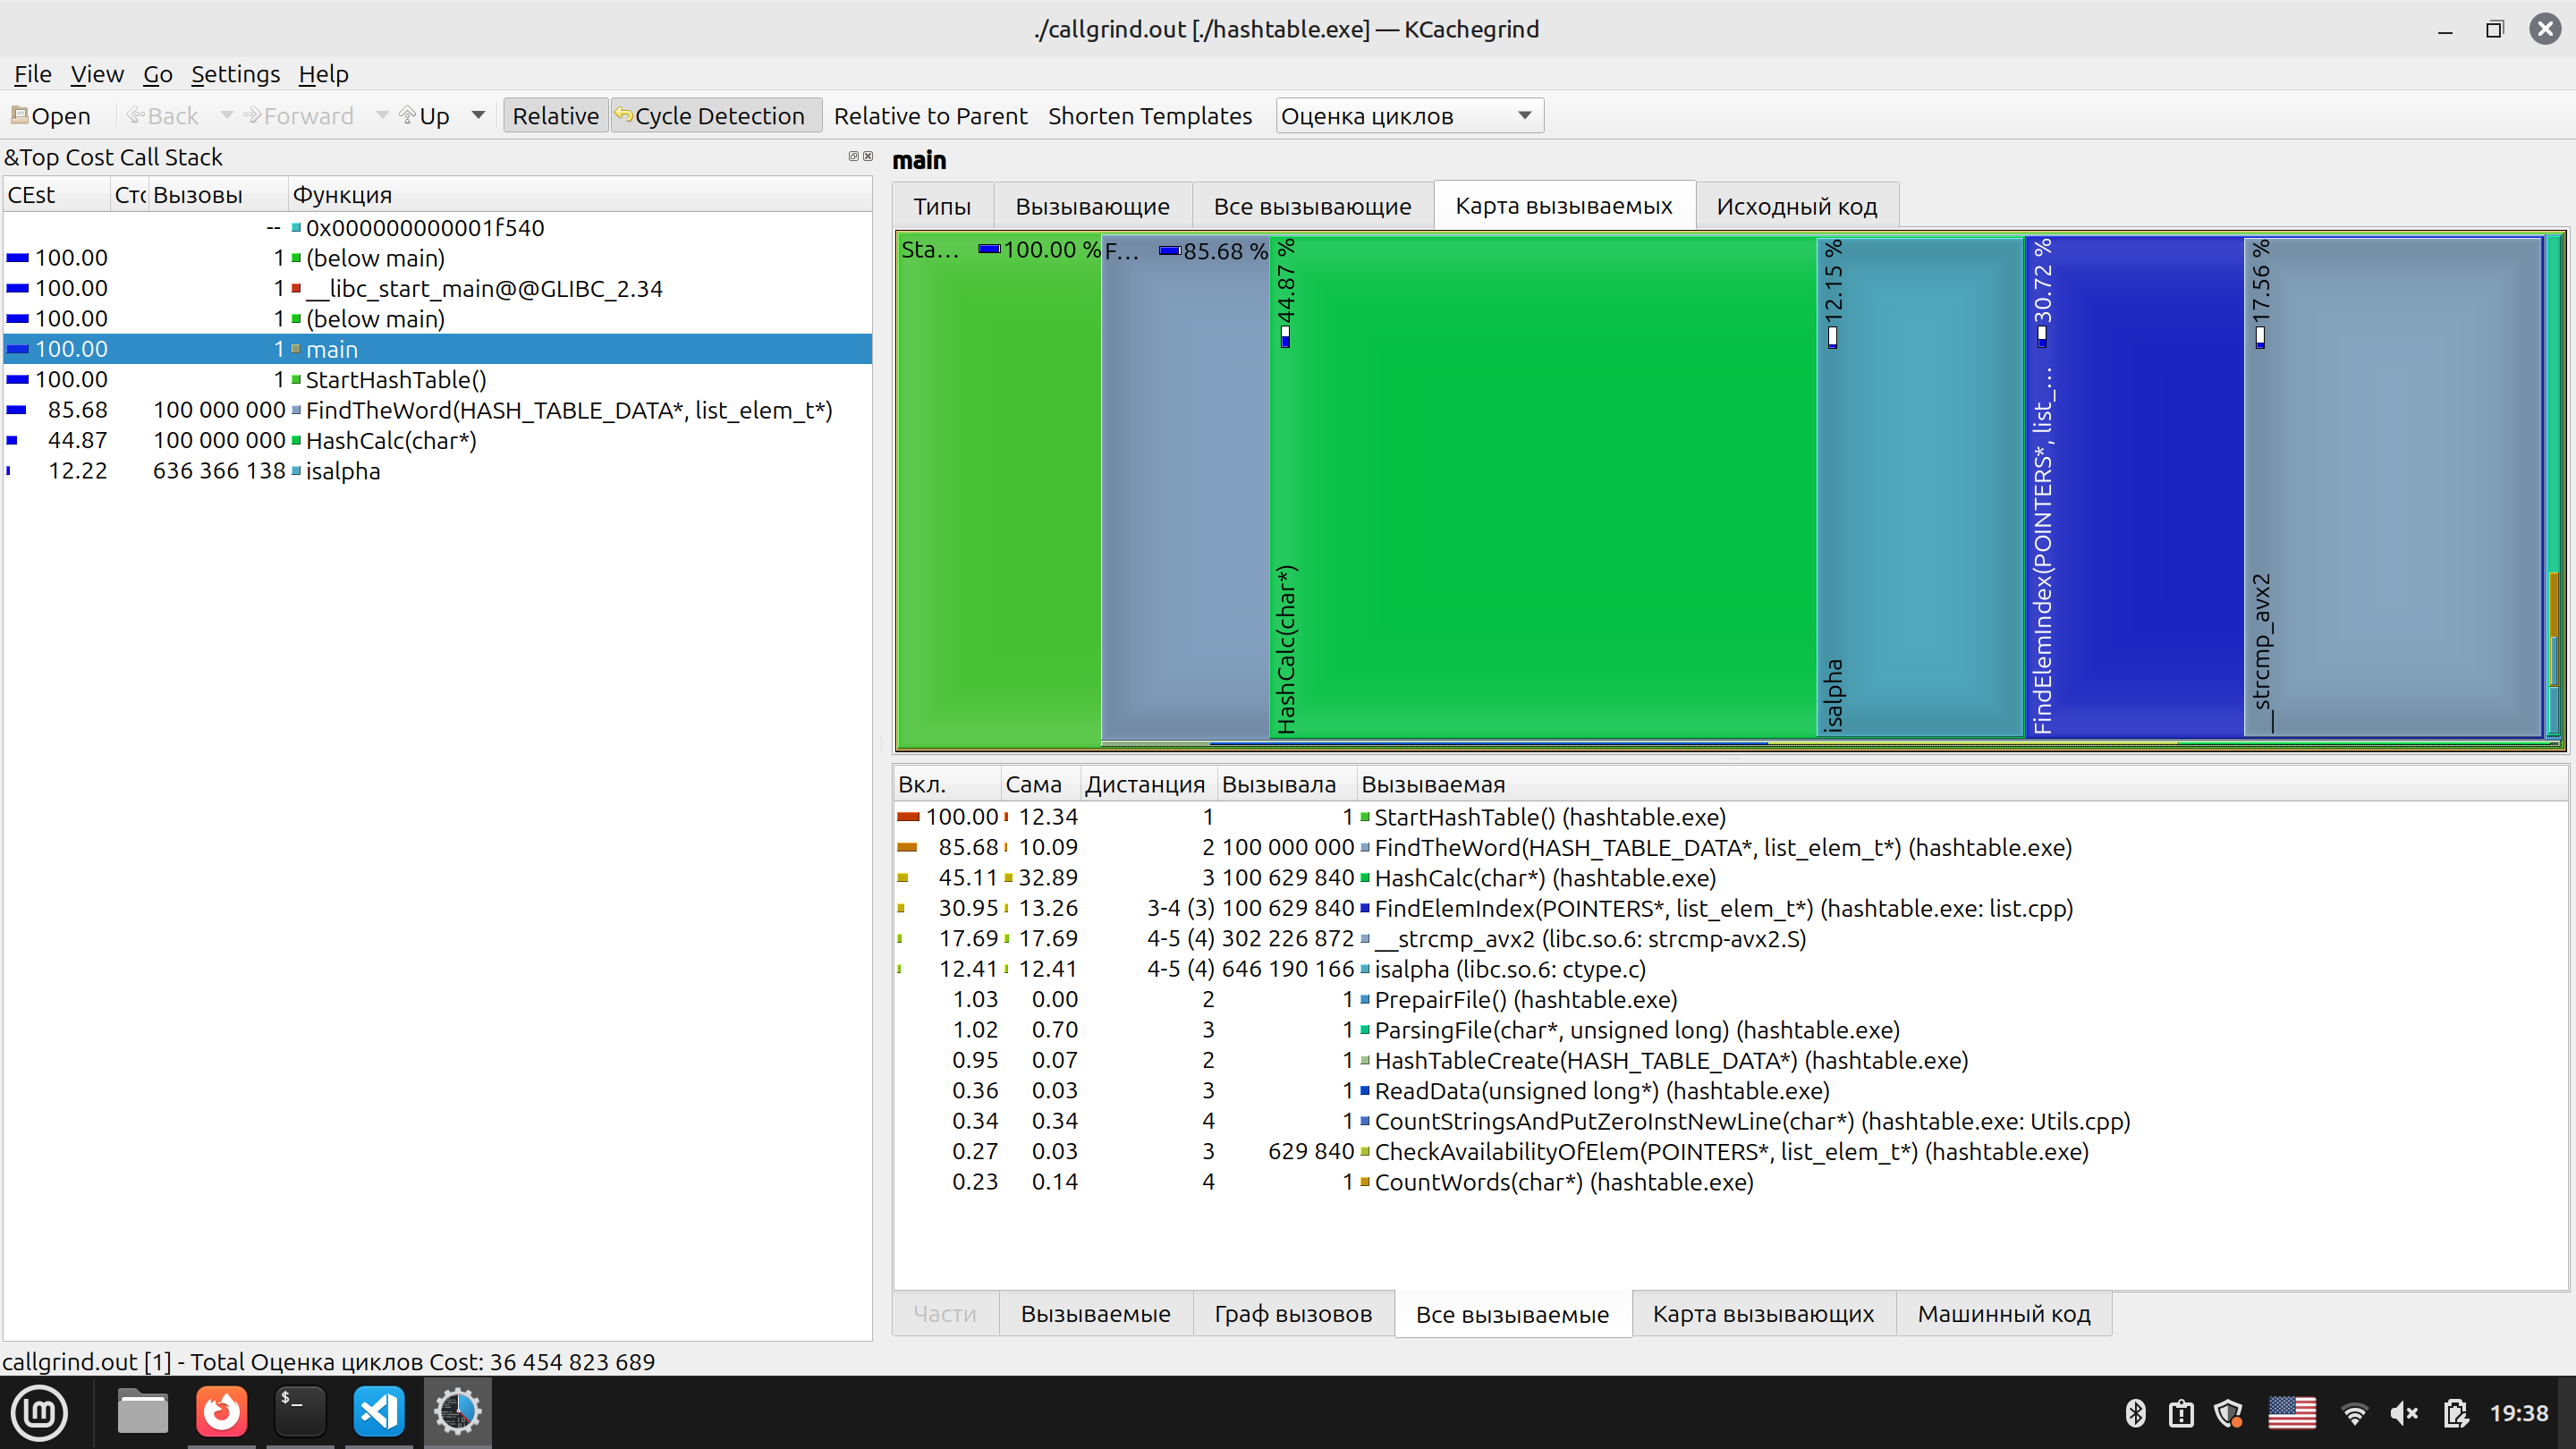 ./callgrind.out [./hashtable.exe] — KCachegrind
File View Go Settings Help
Open Back Forward Up Relative Cycle Detection Relative to Parent Shorten Templates Оценка циклов
&Top Cost Call Stack
CEst Сто Вызовы Функция
-- 0x000000000001f540
100.00 1 (below main)
100.00 1 __libc_start_main@@GLIBC_2.34
100.00 1 (below main)
100.00 1 main
100.00 1 StartHashTable()
85.68 100 000 000 FindTheWord(HASH_TABLE_DATA*, list_elem_t*)
44.87 100 000 000 HashCalc(char*)
12.22 636 366 138 isalpha
main
Типы Вызывающие Все вызывающие Карта вызываемых Исходный код
Sta... 100.00 %
F... 85.68 %
HashCalc(char*) 44.87 %
isalpha 12.15 %
FindElemIndex(POINTERS*, list_... 30.72 %
__strcmp_avx2 17.56 %
Вкл. Сама Дистанция Вызывала Вызываемая
100.00 12.34 1 1 StartHashTable() (hashtable.exe)
85.68 10.09 2 100 000 000 FindTheWord(HASH_TABLE_DATA*, list_elem_t*) (hashtable.exe)
45.11 32.89 3 100 629 840 HashCalc(char*) (hashtable.exe)
30.95 13.26 3-4 (3) 100 629 840 FindElemIndex(POINTERS*, list_elem_t*) (hashtable.exe: list.cpp)
17.69 17.69 4-5 (4) 302 226 872 __strcmp_avx2 (libc.so.6: strcmp-avx2.S)
12.41 12.41 4-5 (4) 646 190 166 isalpha (libc.so.6: ctype.c)
1.03 0.00 2 1 PrepairFile() (hashtable.exe)
1.02 0.70 3 1 ParsingFile(char*, unsigned long) (hashtable.exe)
0.95 0.07 2 1 HashTableCreate(HASH_TABLE_DATA*) (hashtable.exe)
0.36 0.03 3 1 ReadData(unsigned long*) (hashtable.exe)
0.34 0.34 4 1 CountStringsAndPutZeroInstNewLine(char*) (hashtable.exe: Utils.cpp)
0.27 0.03 3 629 840 CheckAvailabilityOfElem(POINTERS*, list_elem_t*) (hashtable.exe)
0.23 0.14 4 1 CountWords(char*) (hashtable.exe)
Части Вызываемые Граф вызовов Все вызываемые Карта вызывающих Машинный код
callgrind.out [1] - Total Оценка циклов Cost: 36 454 823 689
$_
19:38